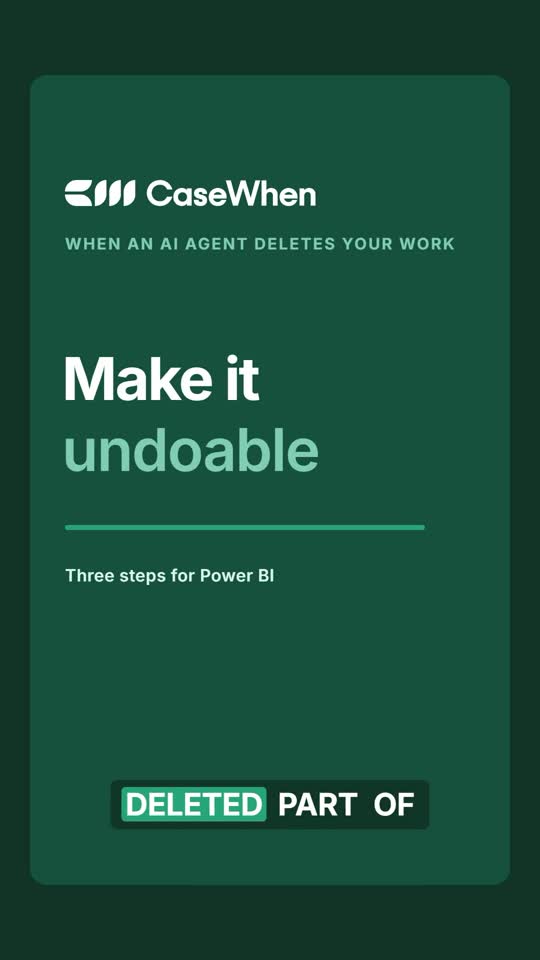 CaseWhen
WHEN AN AI AGENT DELETES YOUR WORK
Make it
undoable
Three steps for Power BI
DELETED PART OF